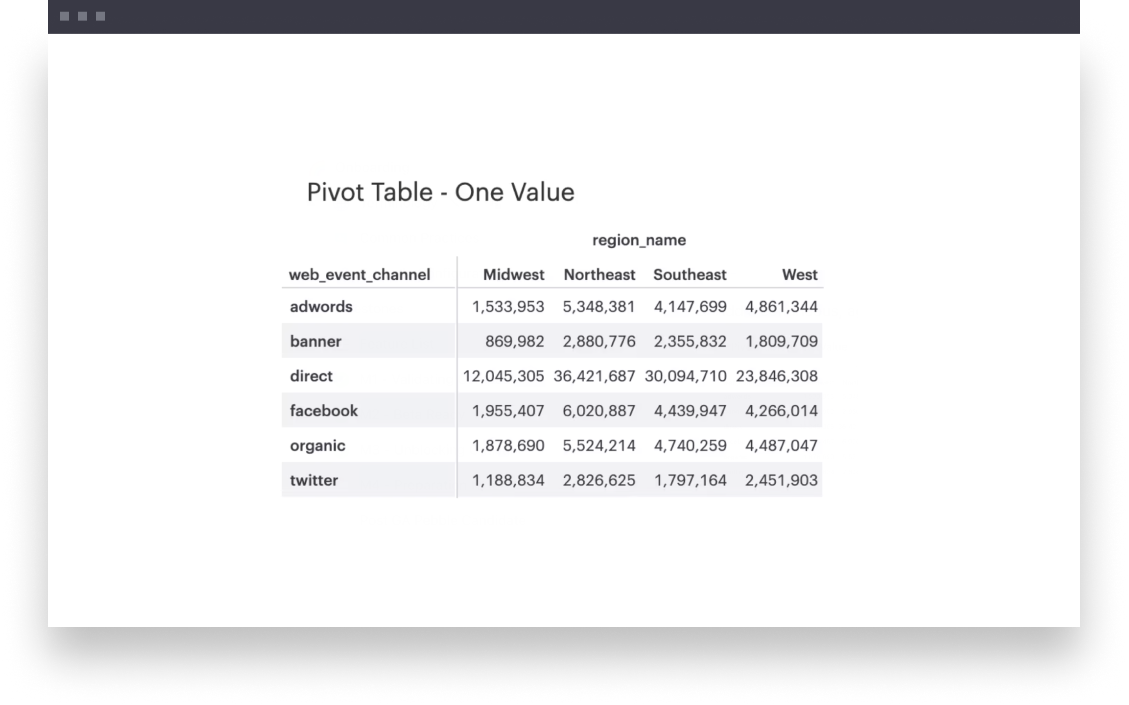 Pivot Table - One Value
region_name
web_event_channel Midwest Northeast Southeast West
adwords 1,533,953 5,348,381 4,147,699 4,861,344
banner 869,982 2,880,776 2,355,832 1,809,709
direct 12,045,305 36,421,687 30,094,710 23,846,308
facebook 1,955,407 6,020,887 4,439,947 4,266,014
organic 1,878,690 5,524,214 4,740,259 4,487,047
twitter 1,188,834 2,826,625 1,797,164 2,451,903